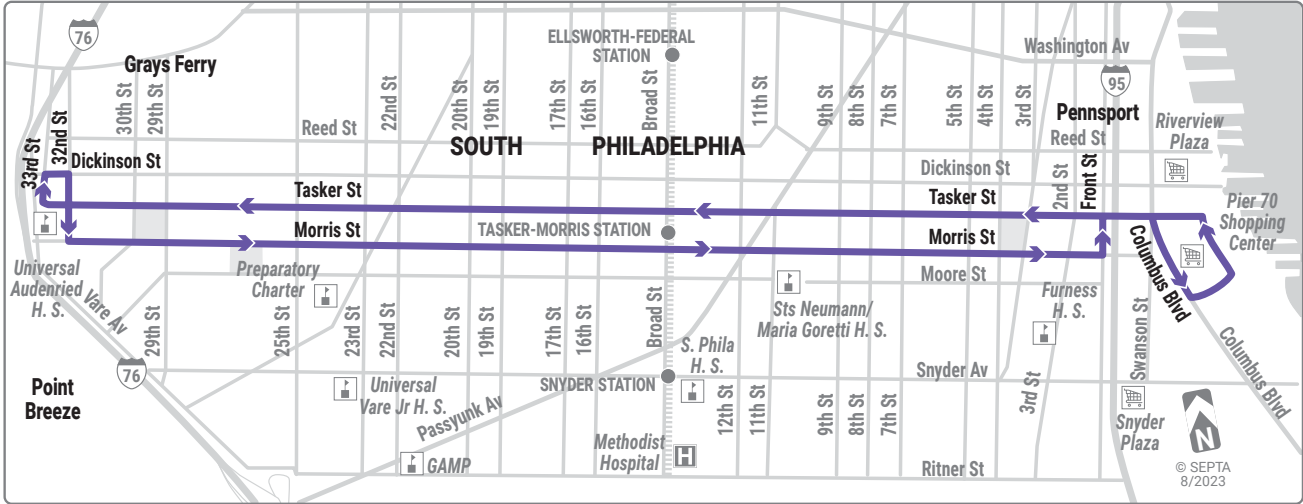 76
Grays Ferry
ELLSWORTH-FEDERAL
STATION
Washington Av
95
Pennsport
33rd St
32nd St
30th St
29th St
Reed St
22nd St
20th St
19th St
17th St
16th St
Broad St
11th St
9th St
8th St
7th St
5th St
4th St
3rd St
Reed St
Riverview
Plaza
SOUTH PHILADELPHIA
Dickinson St
Dickinson St
2nd St
Front St
Tasker St
Tasker St
Pier 70
Shopping
Center
Morris St
TASKER-MORRIS STATION
Morris St
Columbus Blvd
Universal
Audenried
H. S.
Vare Av
Preparatory
Charter
Moore St
Sts Neumann/
Maria Goretti H. S.
Furness
H. S.
29th St
25th St
23rd St
22nd St
20th St
19th St
17th St
16th St
Broad St
S. Phila
H. S.
Swanson St
Columbus Blvd
76
Point
Breeze
Universal
Vare Jr H. S.
SNYDER STATION
Snyder Av
3rd St
Passyunk Av
12th St
11th St
9th St
8th St
7th St
Snyder
Plaza
N
Methodist
Hospital
H
GAMP
Ritner St
© SEPTA
8/2023